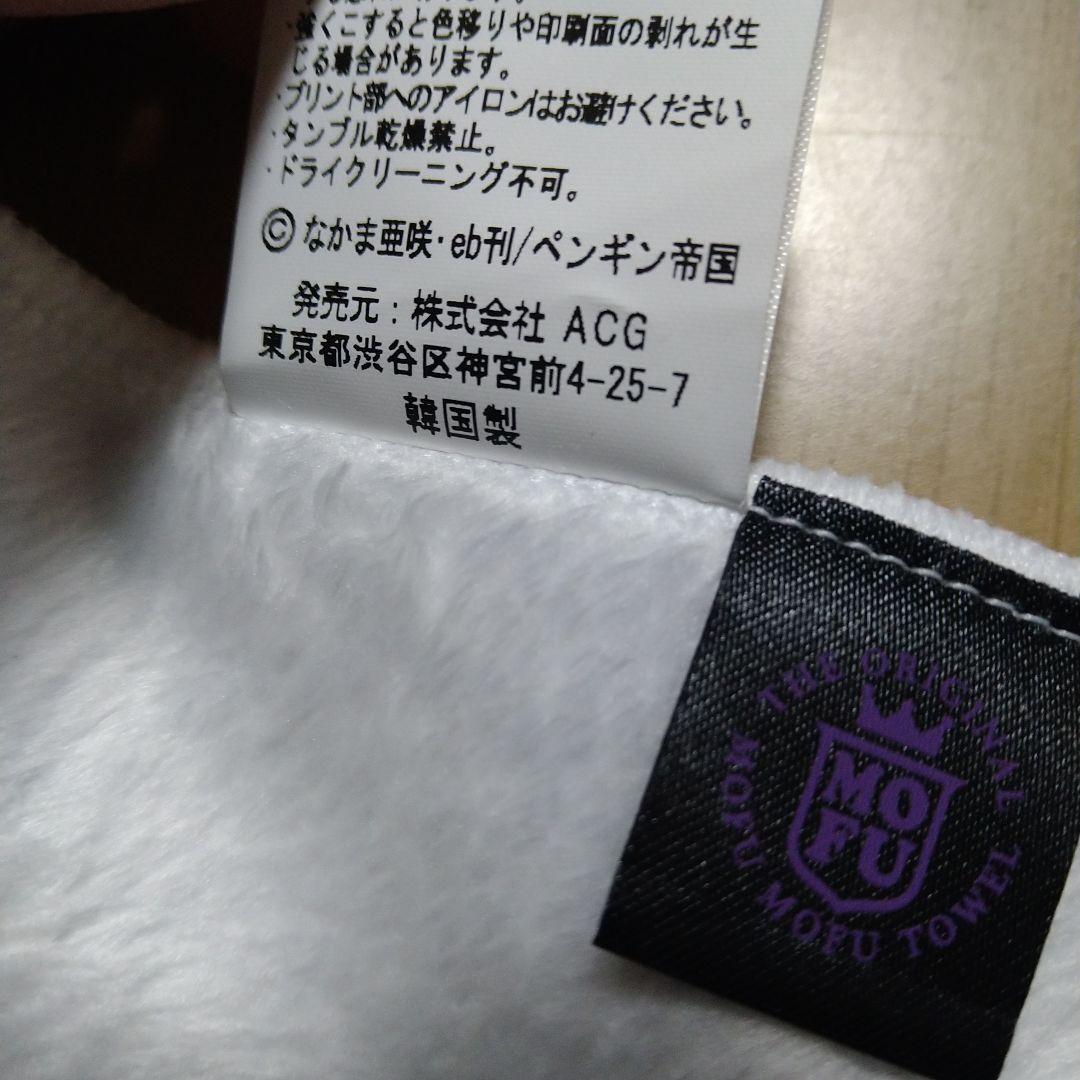 ・強くこすると色移りや印刷面の剥れが生
じる場合があります。
・プリント部へのアイロンはお避けください。
・タンブル乾燥禁止。
・ドライクリーニング不可。
©なかま亜咲・eb刊/ペンギン帝国
発売元：株式会社 ACG
東京都渋谷区神宮前4-25-7
韓国製
THE ORIGINAL
MO
FU
MOFU MOFU TOWEL